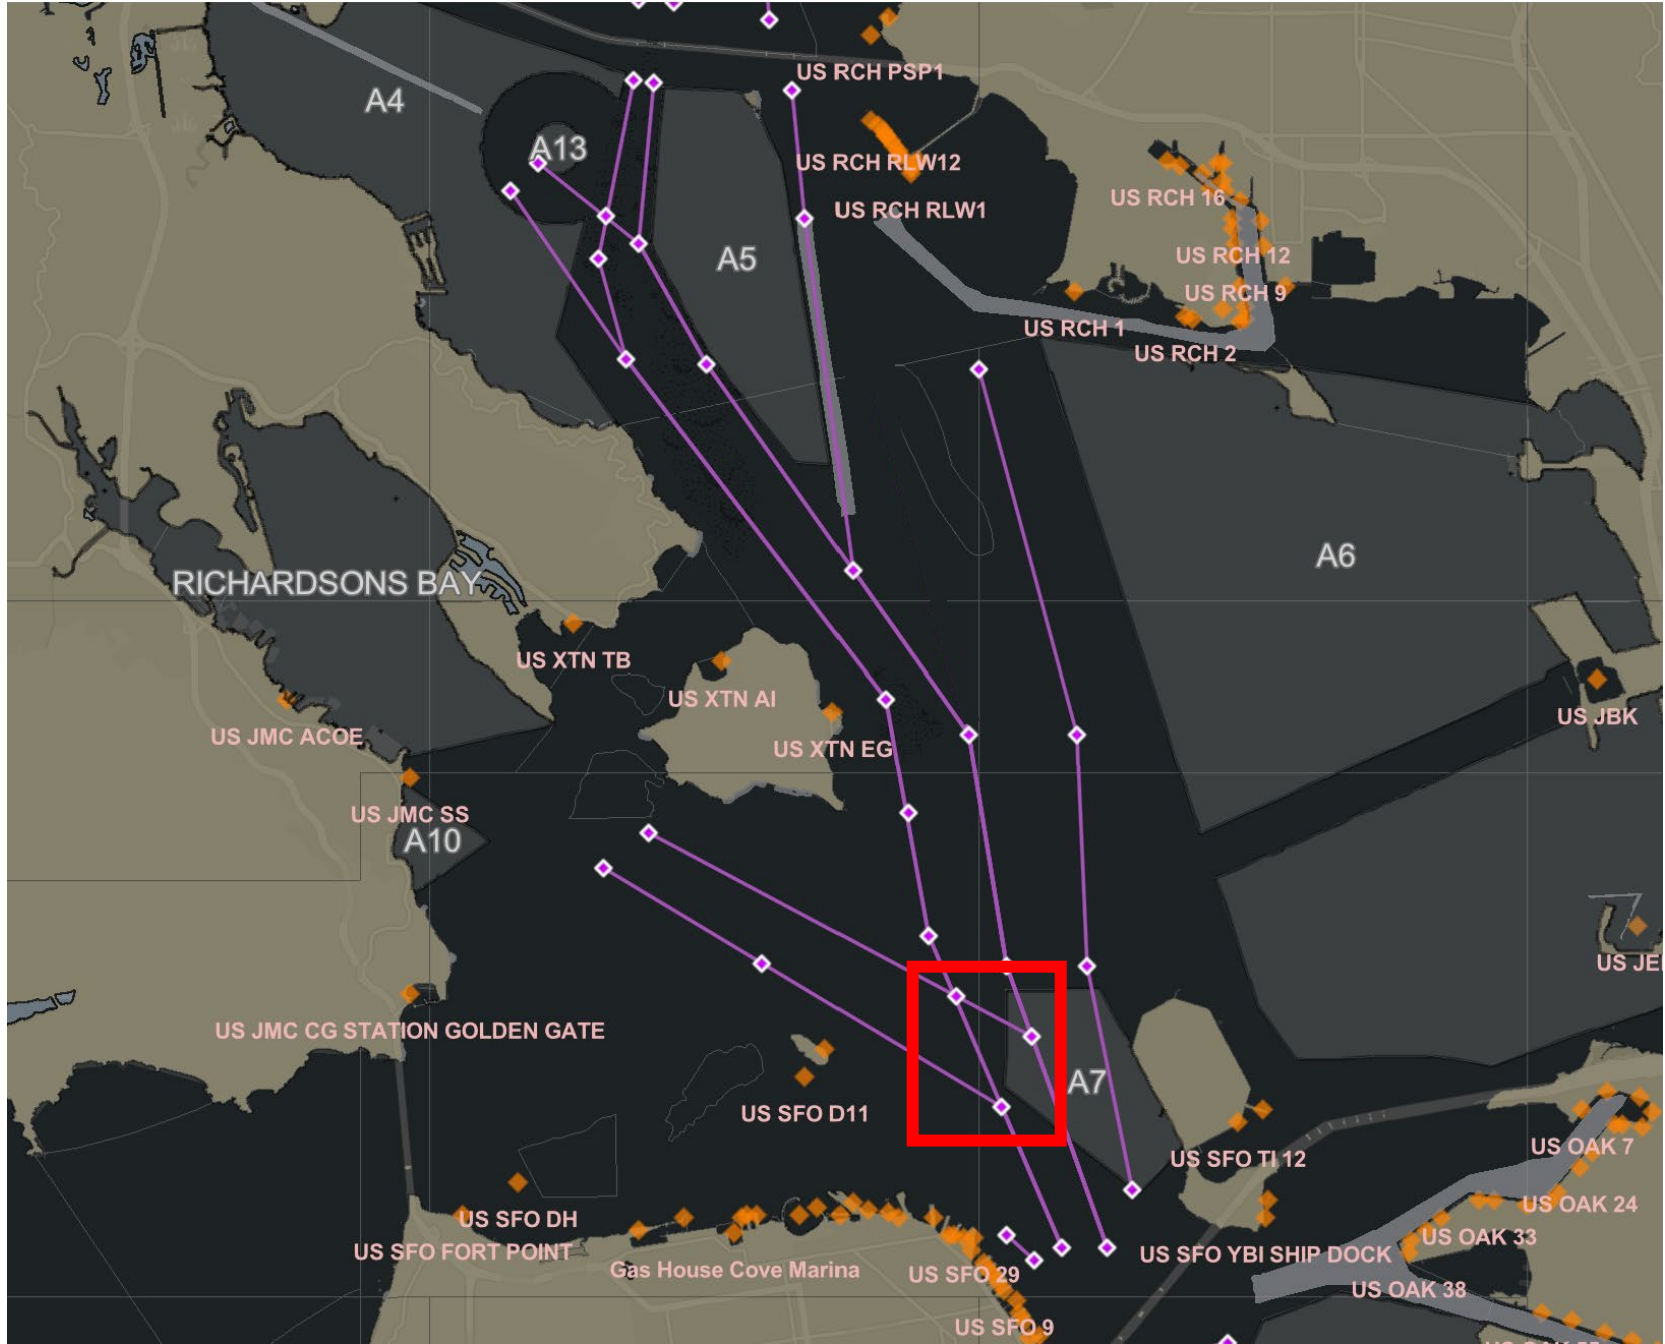 US RCH PSP1
A4
A13
US RCH RLW12
US RCH 16
US RCH RLW1
A5
US RCH 12
US RCH 9
US RCH 1
US RCH 2
A6
RICHARDSONS BAY
US XTN TB
US XTN AI
US JBK
US JMC ACOE
US XTN EG
US JMC SS
A10
US JEI
US JMC CG STATION GOLDEN GATE
A7
US SFO D11
US OAK 7
US SFO TI 12
US OAK 24
US SFO DH
US OAK 33
US SFO FORT POINT
US SFO YBI SHIP DOCK
Gas House Cove Marina
US SFO 29
US OAK 38
US SFO 9